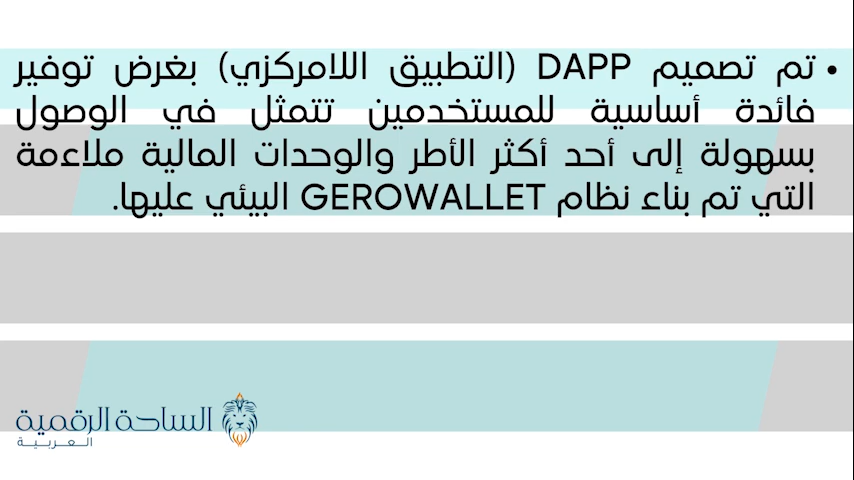 • تم تصميم DAPP (التطبيق اللامركزي) بغرض توفير
فائدة أساسية للمستخدمين تتمثل في الوصول
بسهولة إلى أحد أكثر الأطر والوحدات المالية ملاءمة
التي تم بناء نظام GEROWALLET البيئي عليها.
الساحة الرقمية
العربية